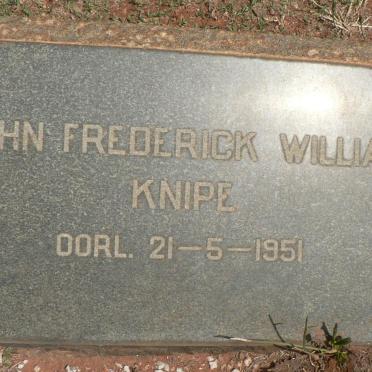 HN FREDERICK WILLIA
KNIPE
OORL. 21-5-1951